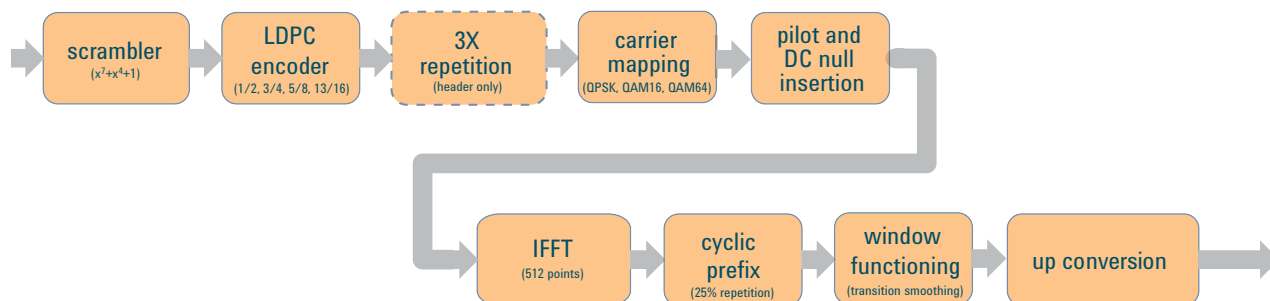 scrambler
(x⁷+x⁴+1)
LDPC
encoder
(1/2, 3/4, 5/8, 13/16)
3X
repetition
(header only)
carrier
mapping
(QPSK, QAM16, QAM64)
pilot and
DC null
insertion
IFFT
(512 points)
cyclic
prefix
(25% repetition)
window
functioning
(transition smoothing)
up conversion